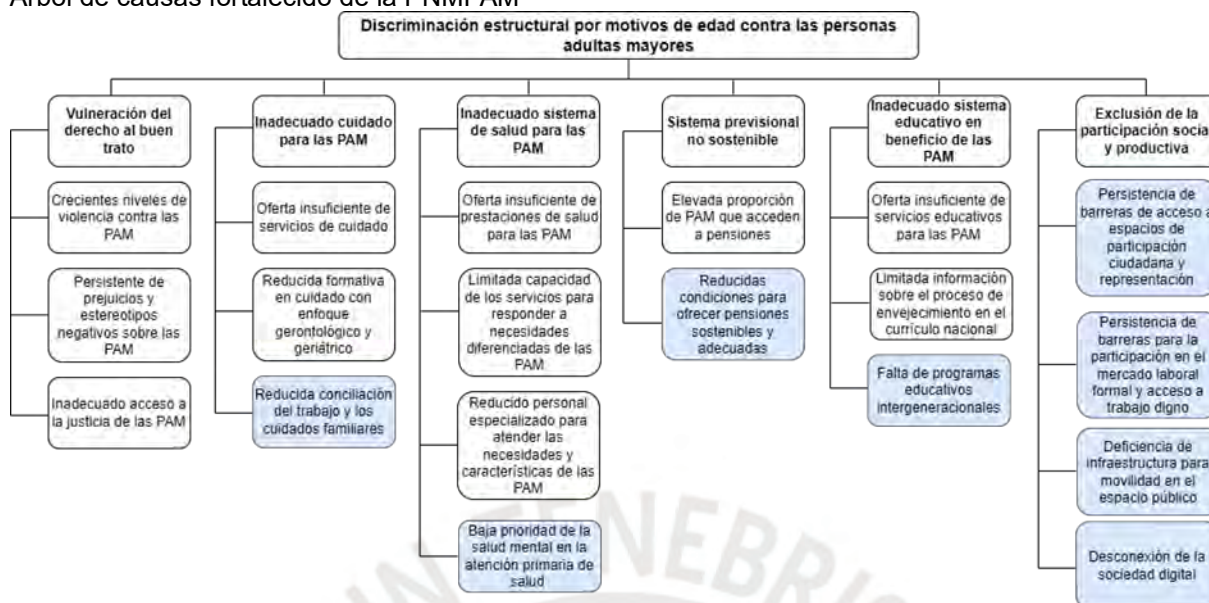 Árbol de causas fortalecido de la PNMPAM
Discriminación estructural por motivos de edad contra las personas
adultas mayores
Vulneración del
derecho al buen
trato
Crecientes niveles de
violencia contra las
PAM
Persistente de
prejuicios y
estereotipos
negativos sobre las
PAM
Inadecuado acceso a
la justicia de las PAM
Inadecuado cuidado
para las PAM
Oferta insuficiente de
servicios de cuidado
Reducida formativa
en cuidado con
enfoque
gerontológico y
geriátrico
Reducida conciliación
del trabajo y los
cuidados familiares
Inadecuado sistema
de salud para las
PAM
Oferta insuficiente de
prestaciones de salud
para las PAM
Limitada capacidad
de los servicios para
responder a
necesidades
diferenciadas de las
PAM
Reducido personal
especializado para
atender las
necesidades y
características de las
PAM
Baja prioridad de la
salud mental en la
atención primaria de
salud
Sistema previsional
no sostenible
Elevada proporción
de PAM que acceden
a pensiones
Reducidas
condiciones para
ofrecer pensiones
sostenibles y
adecuadas
Inadecuado sistema
educativo en
beneficio de las
PAM
Oferta insuficiente de
servicios educativos
para las PAM
Limitada información
sobre el proceso de
envejecimiento en el
currículo nacional
Falta de programas
educativos
intergeneracionales
Exclusión de la
participación social
y productiva
Persistencia de
barreras de acceso a
espacios de
participación
ciudadana y
representación
Persistencia de
barreras para la
participación en el
mercado laboral
formal y acceso a
trabajo digno
Deficiencia de
infraestructura para
movilidad en el
espacio público
Desconexión de la
sociedad digital
IN TENEBRIS